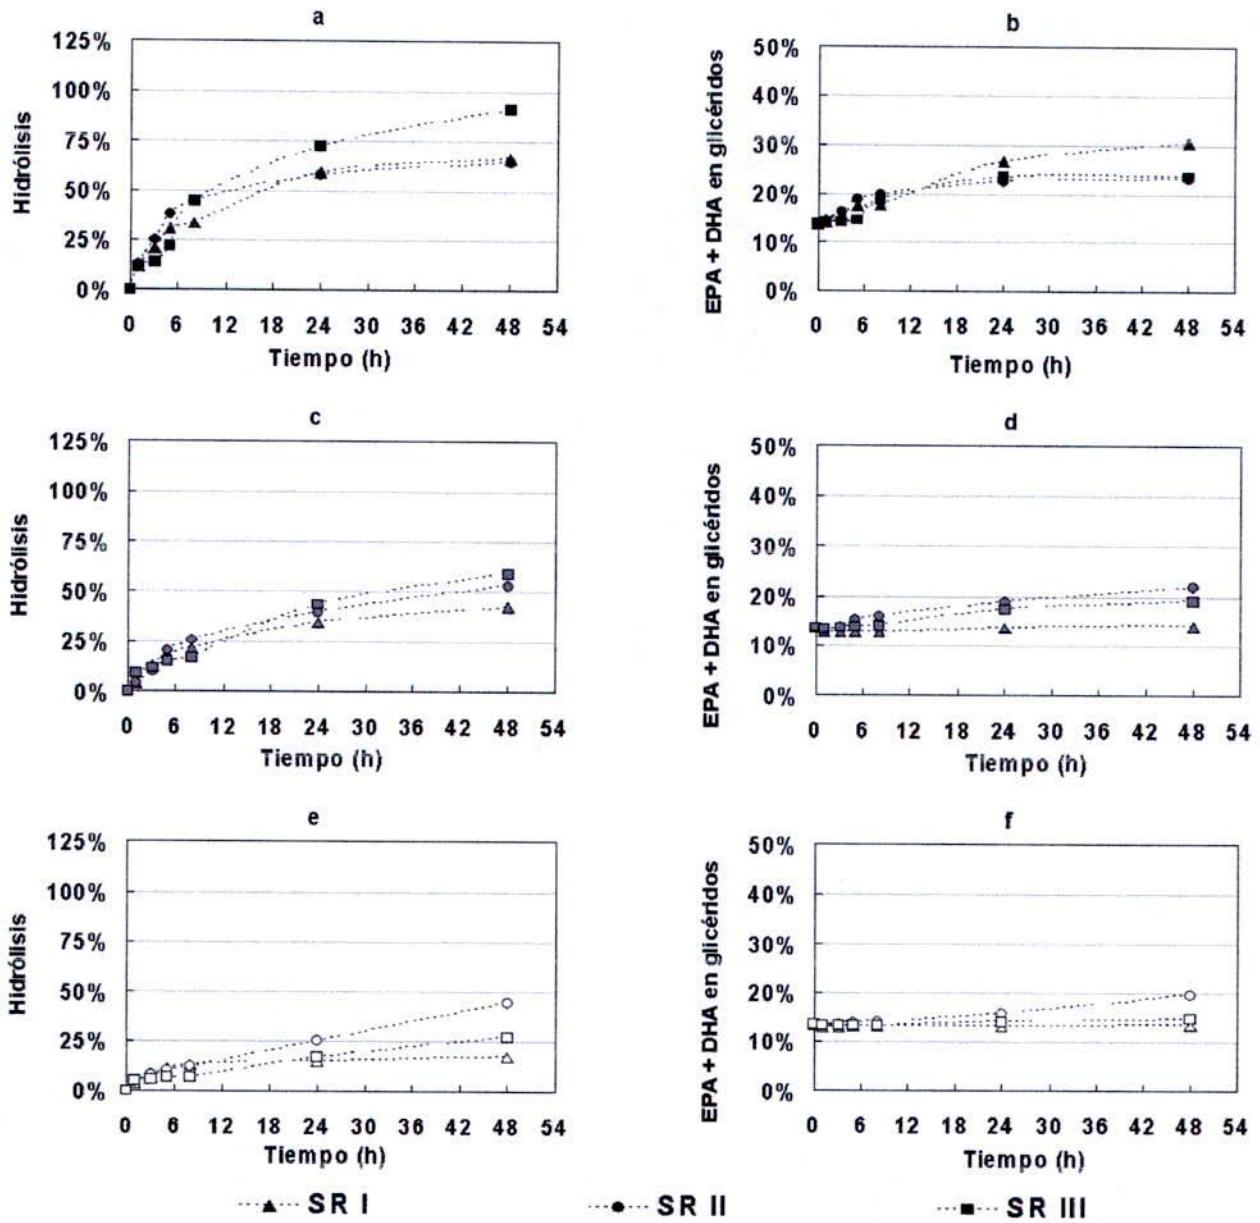 a
125%
100%
75%
50%
25%
0%
Hidrólisis
0 6 12 18 24 30 36 42 48 54
Tiempo (h)
b
50%
40%
30%
20%
10%
0%
EPA + DHA en glicéridos
0 6 12 18 24 30 36 42 48 54
Tiempo (h)
c
125%
100%
75%
50%
25%
0%
Hidrólisis
0 6 12 18 24 30 36 42 48 54
Tiempo (h)
d
50%
40%
30%
20%
10%
0%
EPA + DHA en glicéridos
0 6 12 18 24 30 36 42 48 54
Tiempo (h)
e
125%
100%
75%
50%
25%
0%
Hidrólisis
0 6 12 18 24 30 36 42 48 54
Tiempo (h)
f
50%
40%
30%
20%
10%
0%
EPA + DHA en glicéridos
0 6 12 18 24 30 36 42 48 54
Tiempo (h)
SR I SR II SR III